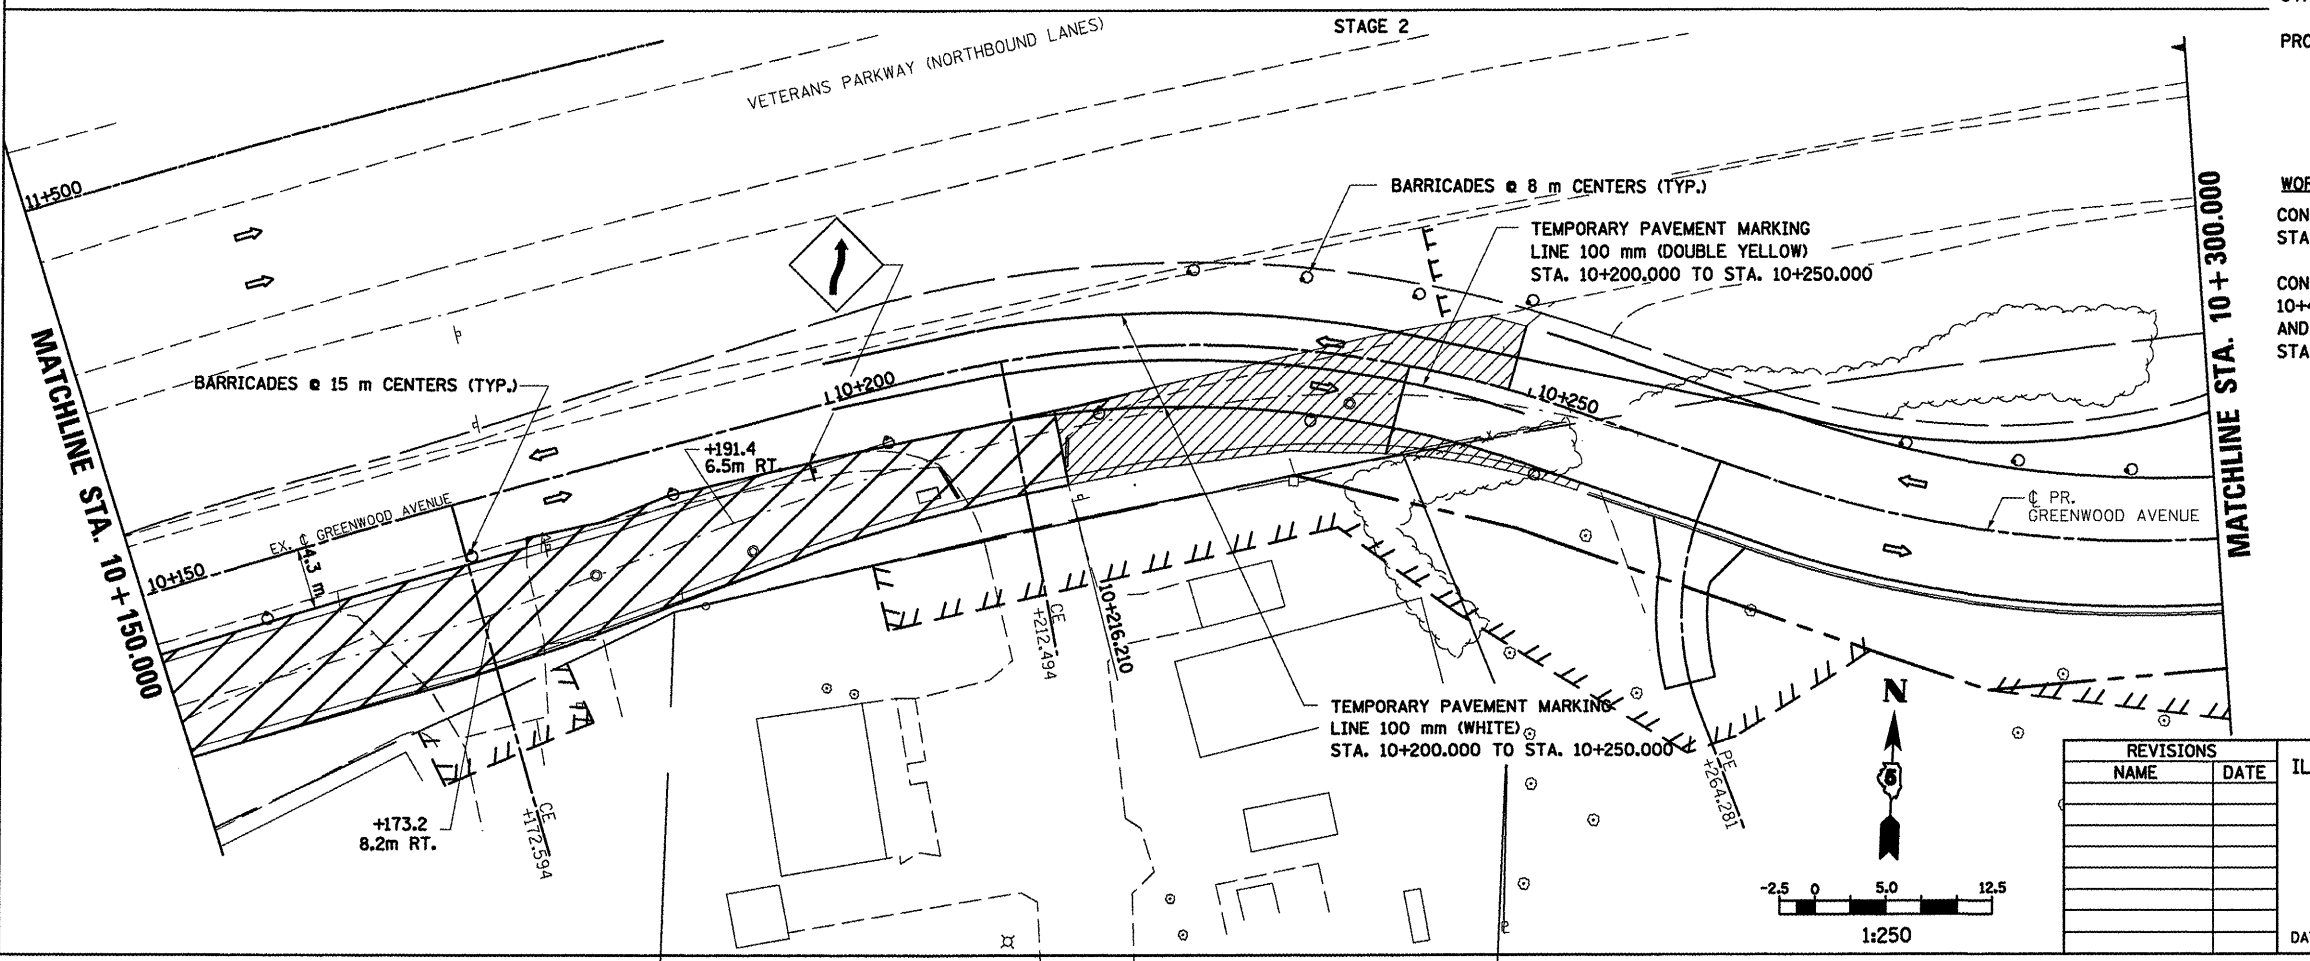 STAGE 2
PRO
VETERANS PARKWAY (NORTHBOUND LANES)
11+500
BARRICADES @ 8 m CENTERS (TYP.)
WOR
CON
STA
TEMPORARY PAVEMENT MARKING
LINE 100 mm (DOUBLE YELLOW)
STA. 10+200.000 TO STA. 10+250.000
CON
10+4
AND
STA
MATCHLINE STA. 10+300.000
MATCHLINE STA. 10+150.000
BARRICADES @ 15 m CENTERS (TYP.)
10+200
10+250
+191.4
6.5m RT.
EX. ℄ GREENWOOD AVENUE
4.3 m
10+150
℄ PR.
GREENWOOD AVENUE
CE
+212.494
10+216.210
TEMPORARY PAVEMENT MARKING
LINE 100 mm (WHITE)
STA. 10+200.000 TO STA. 10+250.000
PE
+264.281
+173.2
8.2m RT.
CE
+172.594
N
5
-2.5 0 5.0 12.5
1:250
REVISIONS
NAME DATE
IL
DA